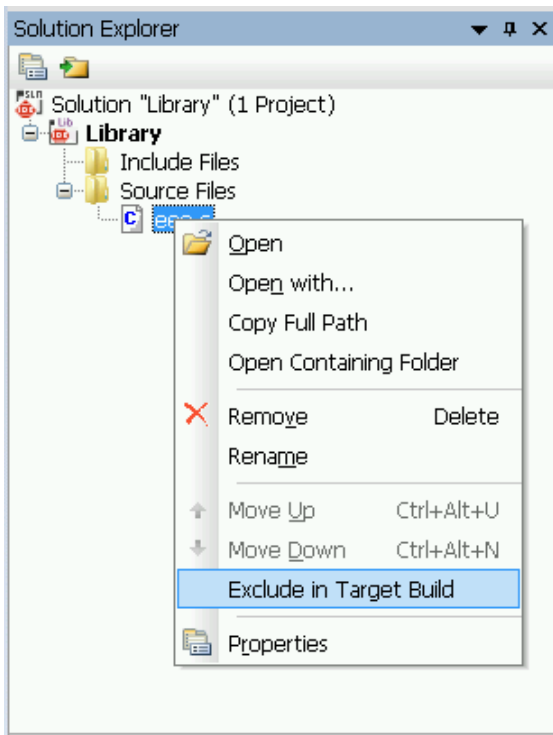 Solution Explorer
Solution "Library" (1 Project)
Library
Include Files
Source Files
Open
Open with...
Copy Full Path
Open Containing Folder
Remove Delete
Rename
Move Up Ctrl+Alt+U
Move Down Ctrl+Alt+N
Exclude in Target Build
Properties